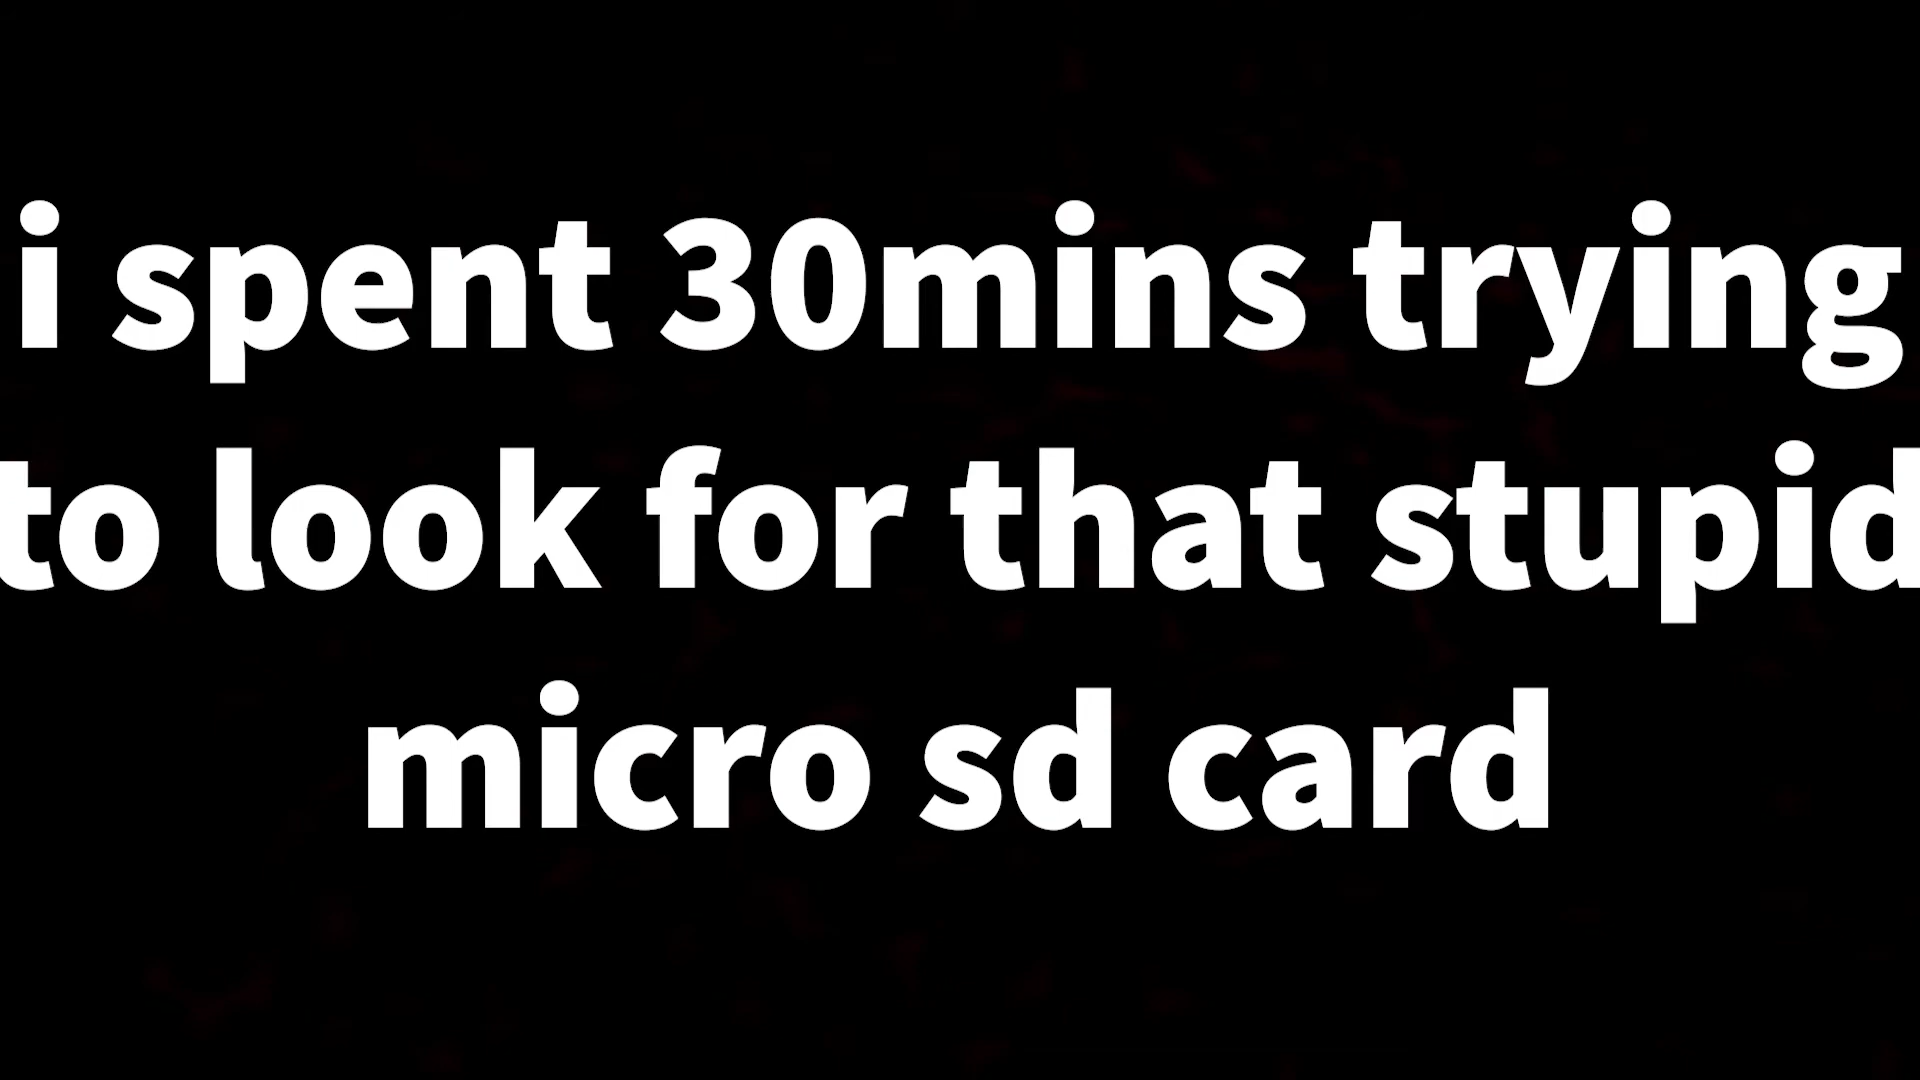 i spent 30mins trying
to look for that stupid
micro sd card